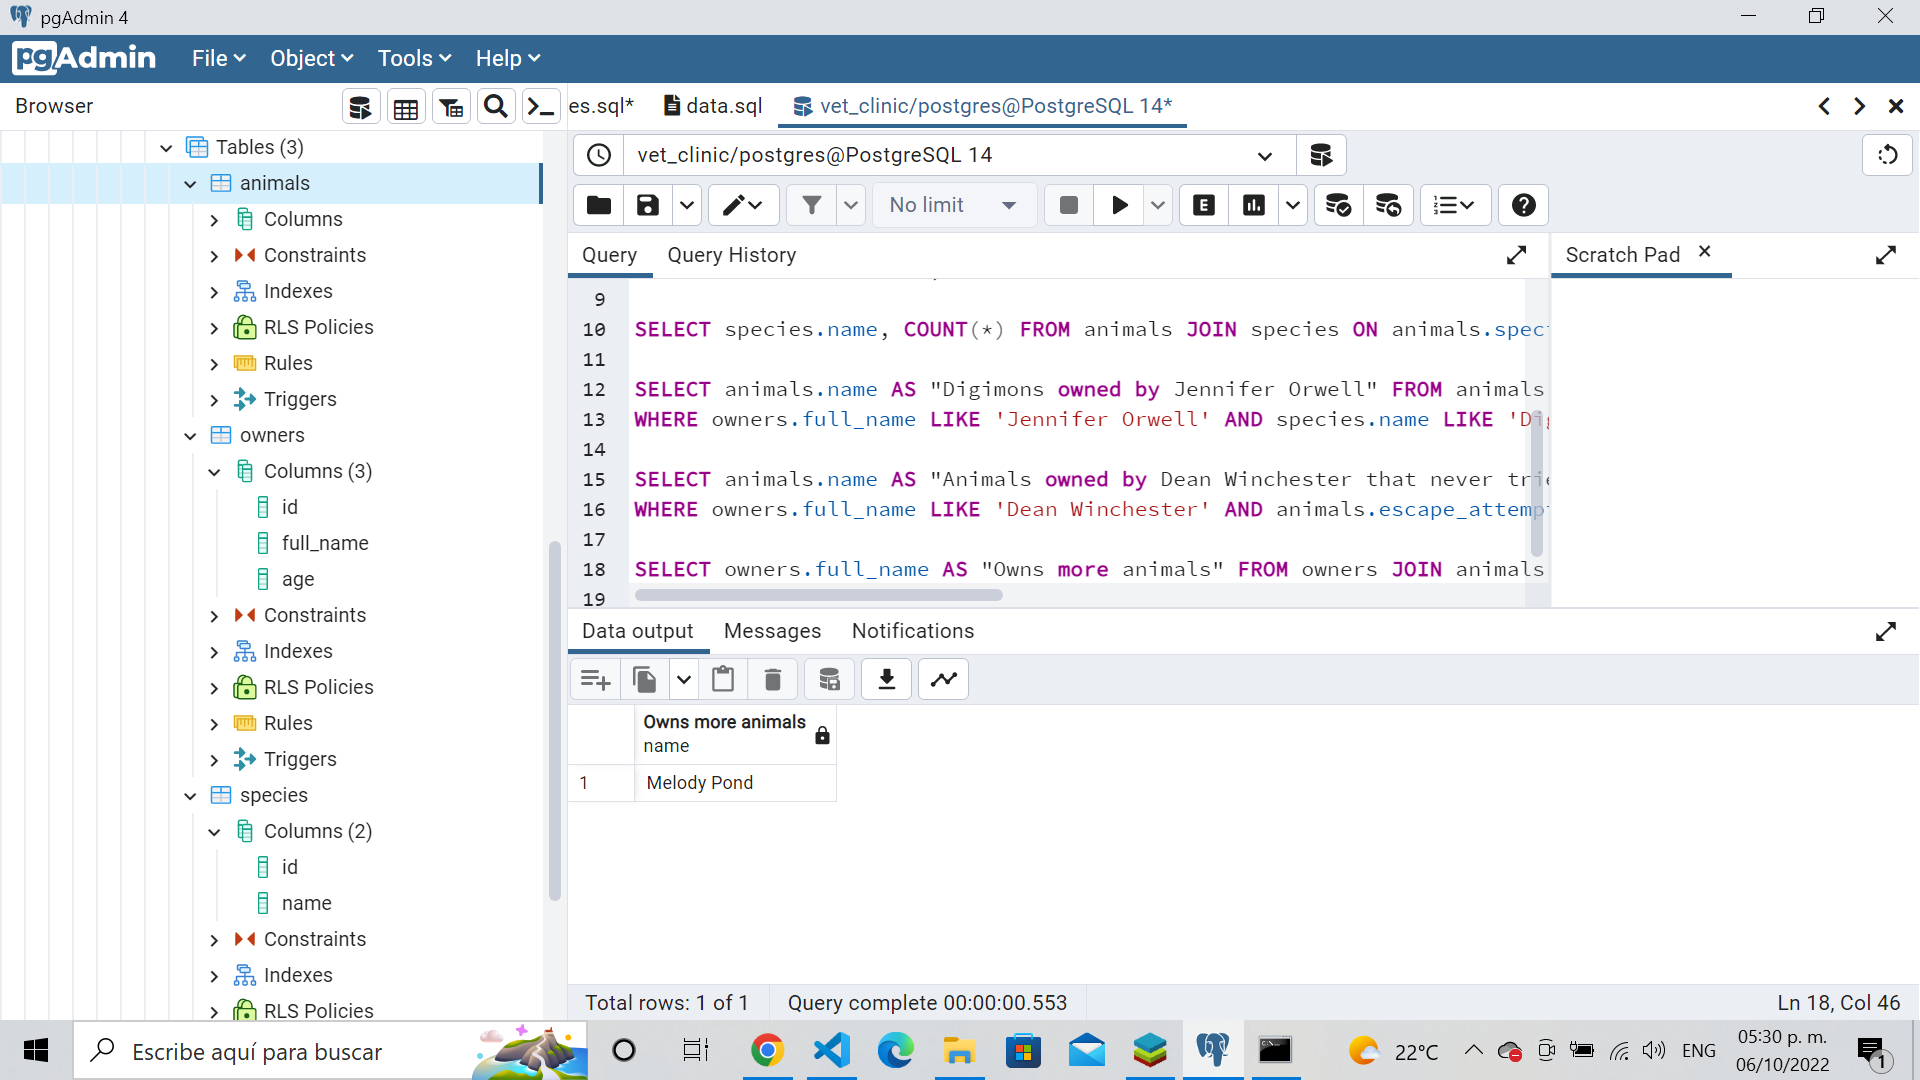 pgAdmin 4
pgAdmin
File
Object
Tools
Help
Browser
es.sql*
data.sql
vet_clinic/postgres@PostgreSQL 14*
Tables (3)
animals
Columns
Constraints
Indexes
RLS Policies
Rules
Triggers
owners
Columns (3)
id
full_name
age
Constraints
Indexes
RLS Policies
Rules
Triggers
species
Columns (2)
id
name
Constraints
Indexes
RLS Policies
vet_clinic/postgres@PostgreSQL 14
No limit
E
Query
Query History
Scratch Pad
9
10 SELECT species.name, COUNT(*) FROM animals JOIN species ON animals.spec
11
12 SELECT animals.name AS "Digimons owned by Jennifer Orwell" FROM animals
13 WHERE owners.full_name LIKE 'Jennifer Orwell' AND species.name LIKE 'Dig
14
15 SELECT animals.name AS "Animals owned by Dean Winchester that never trie
16 WHERE owners.full_name LIKE 'Dean Winchester' AND animals.escape_attemp
17
18 SELECT owners.full_name AS "Owns more animals" FROM owners JOIN animals
19
Data output
Messages
Notifications
Owns more animals
name
1 Melody Pond
Total rows: 1 of 1
Query complete 00:00:00.553
Ln 18, Col 46
Escribe aquí para buscar
22°C
ENG
05:30 p. m.
06/10/2022
1